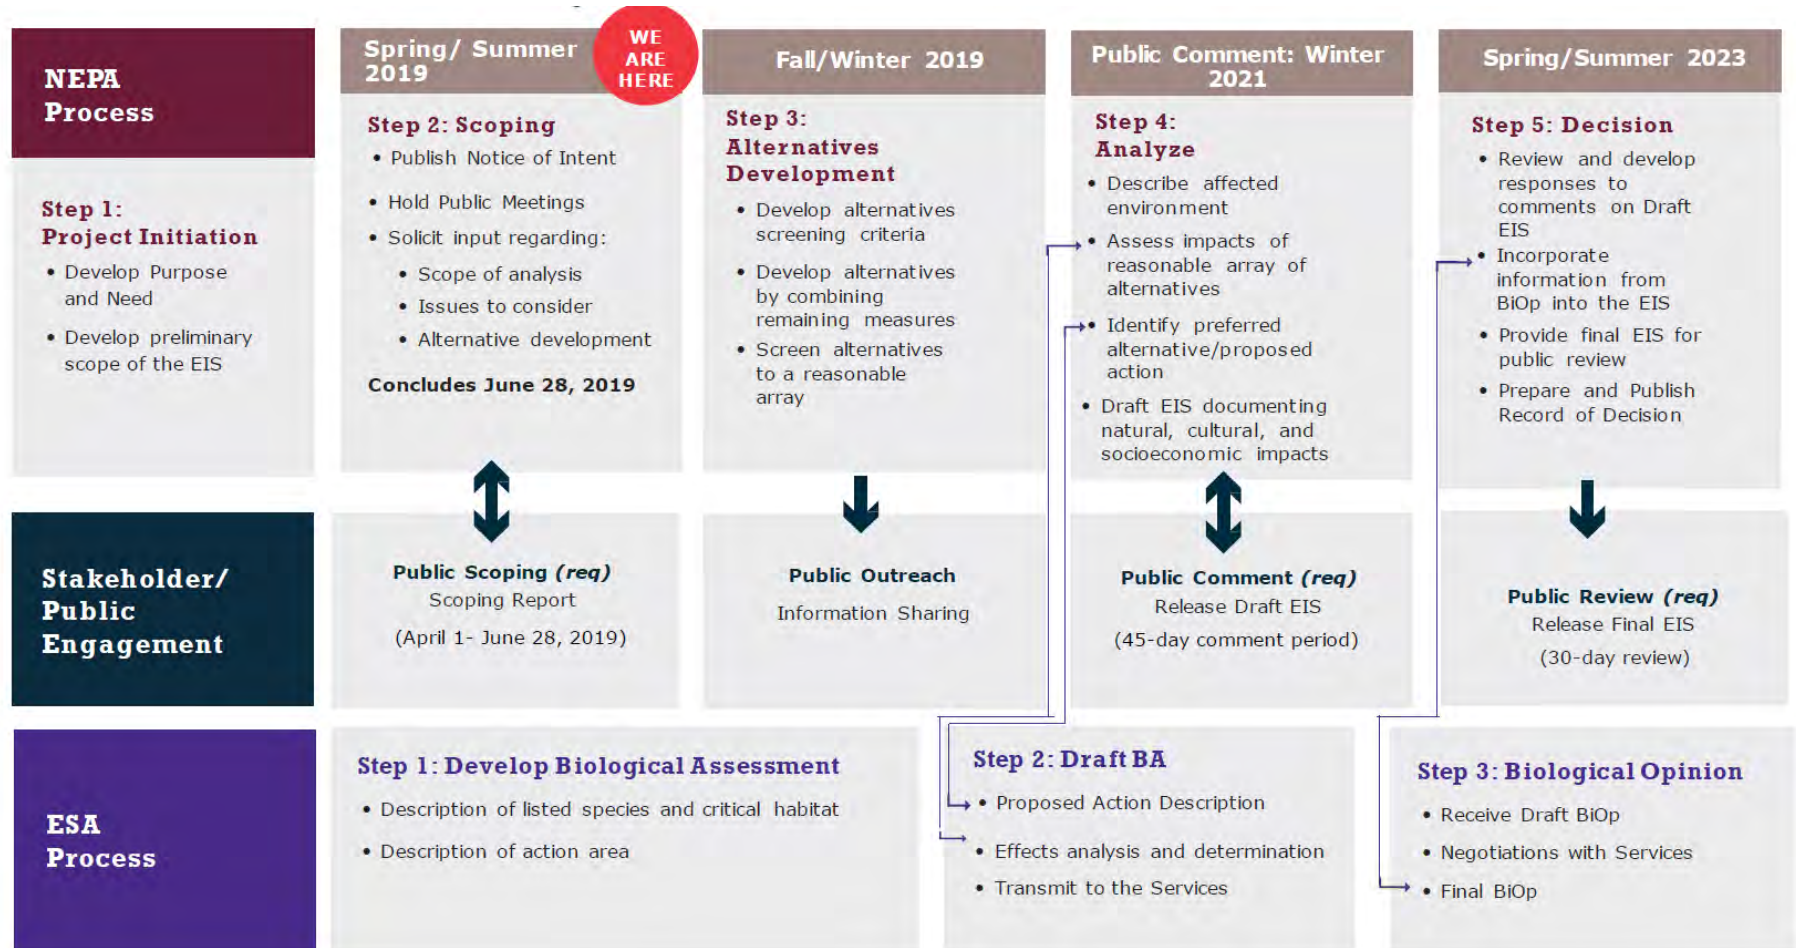 NEPA
Process
Step 1:
Project Initiation
• Develop Purpose
and Need
• Develop preliminary
scope of the EIS
Spring/ Summer
2019
WE
ARE
HERE
Step 2: Scoping
• Publish Notice of Intent
• Hold Public Meetings
• Solicit input regarding:
• Scope of analysis
• Issues to consider
• Alternative development
Concludes June 28, 2019
Fall/Winter 2019
Step 3:
Alternatives
Development
• Develop alternatives
screening criteria
• Develop alternatives
by combining
remaining measures
• Screen alternatives
to a reasonable
array
Public Comment: Winter
2021
Step 4:
Analyze
• Describe affected
environment
• Assess impacts of
reasonable array of
alternatives
• Identify preferred
alternative/proposed
action
• Draft EIS documenting
natural, cultural, and
socioeconomic impacts
Spring/Summer 2023
Step 5: Decision
• Review and develop
responses to
comments on Draft
EIS
• Incorporate
information from
BiOp into the EIS
• Provide final EIS for
public review
• Prepare and Publish
Record of Decision
Stakeholder/
Public
Engagement
Public Scoping (req)
Scoping Report
(April 1- June 28, 2019)
Public Outreach
Information Sharing
Public Comment (req)
Release Draft EIS
(45-day comment period)
Public Review (req)
Release Final EIS
(30-day review)
ESA
Process
Step 1: Develop Biological Assessment
• Description of listed species and critical habitat
• Description of action area
Step 2: Draft BA
• Proposed Action Description
• Effects analysis and determination
• Transmit to the Services
Step 3: Biological Opinion
• Receive Draft BiOp
• Negotiations with Services
• Final BiOp